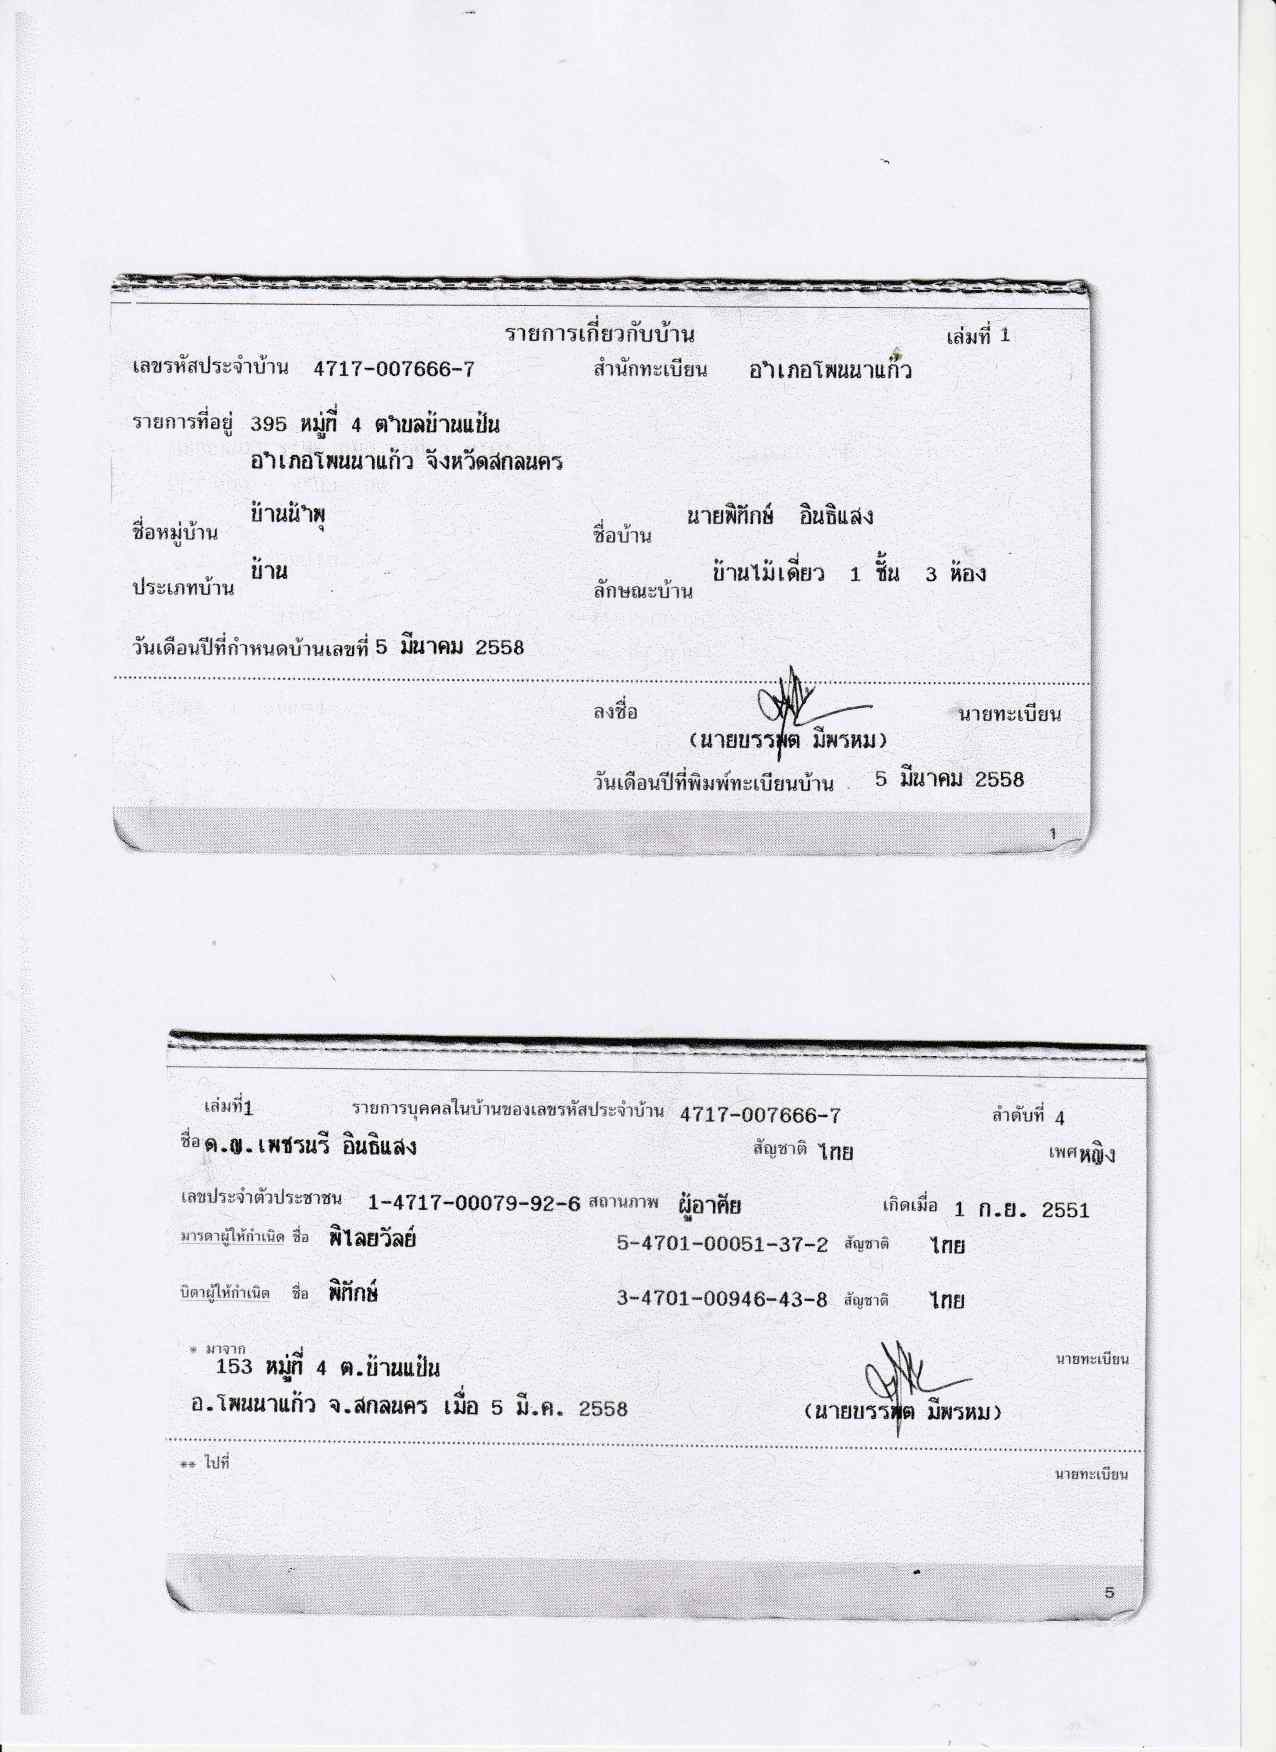 รายการเกี่ยวกับบ้าน เล่มที่ 1
เลขรหัสประจำบ้าน 4717-007666-7 สำนักทะเบียน อำเภอโพนนาแก้ว
รายการที่อยู่ 395 หมู่ที่ 4 ตำบลบ้านแป้น
อำเภอโพนนาแก้ว จังหวัดสกลนคร
ชื่อหมู่บ้าน บ้านน้ำพุ ชื่อบ้าน นายพิทักษ์ อินธิแสง
ประเภทบ้าน บ้าน ลักษณะบ้าน บ้านไม้เดี่ยว 1 ชั้น 3 ห้อง
วันเดือนปีที่กำหนดบ้านเลขที่ 5 มีนาคม 2558
ลงชื่อ นายทะเบียน
(นายบรรพต มีพรหม)
วันเดือนปีที่พิมพ์ทะเบียนบ้าน 5 มีนาคม 2558
1
เล่มที่1 รายการบุคคลในบ้านของเลขรหัสประจำบ้าน 4717-007666-7 ลำดับที่ 4
ชื่อ ด.ญ.เพชรนรี อินธิแสง สัญชาติ ไทย เพศ หญิง
เลขประจำตัวประชาชน 1-4717-00079-92-6 สถานภาพ ผู้อาศัย เกิดเมื่อ 1 ก.ย. 2551
มารดาผู้ให้กำเนิด ชื่อ พิไลยวัลย์ 5-4701-00051-37-2 สัญชาติ ไทย
บิดาผู้ให้กำเนิด ชื่อ พิทักษ์ 3-4701-00946-43-8 สัญชาติ ไทย
* มาจาก นายทะเบียน
153 หมู่ที่ 4 ต.บ้านแป้น
อ.โพนนาแก้ว จ.สกลนคร เมื่อ 5 มี.ค. 2558 (นายบรรพต มีพรหม)
** ไปที่ นายทะเบียน
5